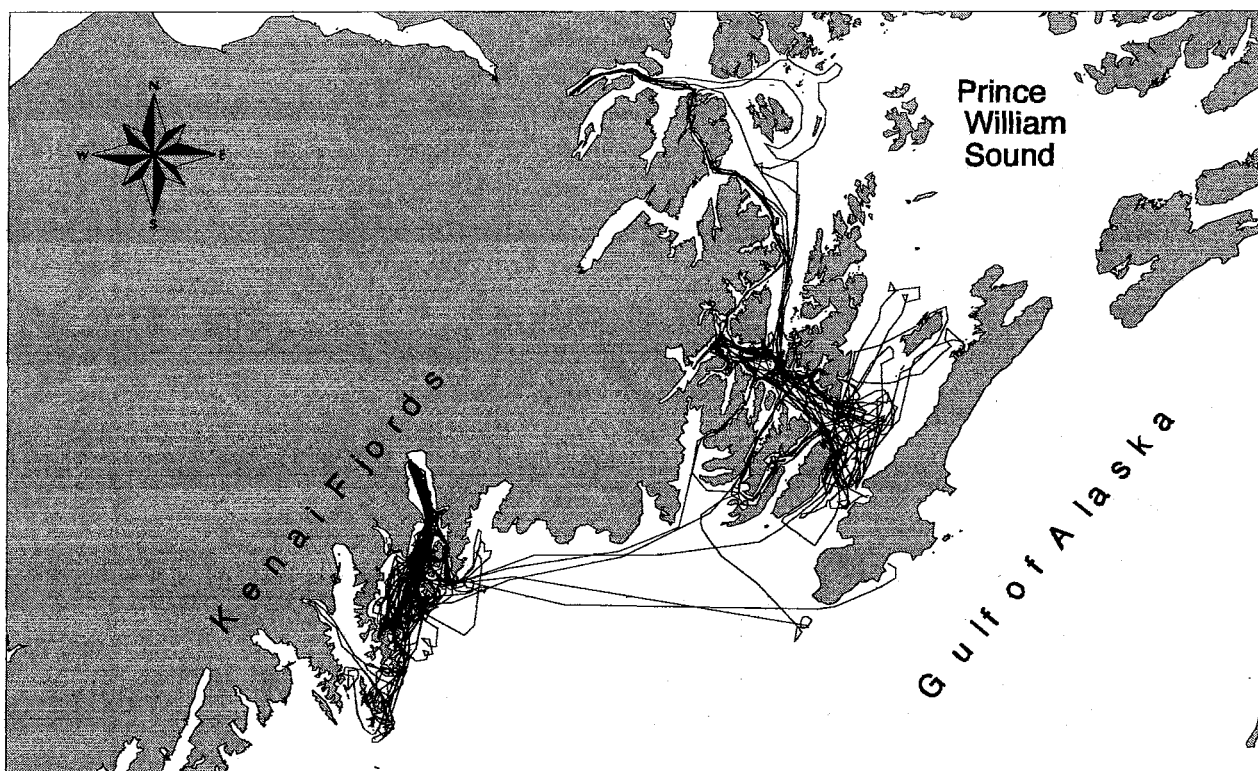 N
W
E
S
Prince
William
Sound
Kenai Fjords
Gulf of Alaska